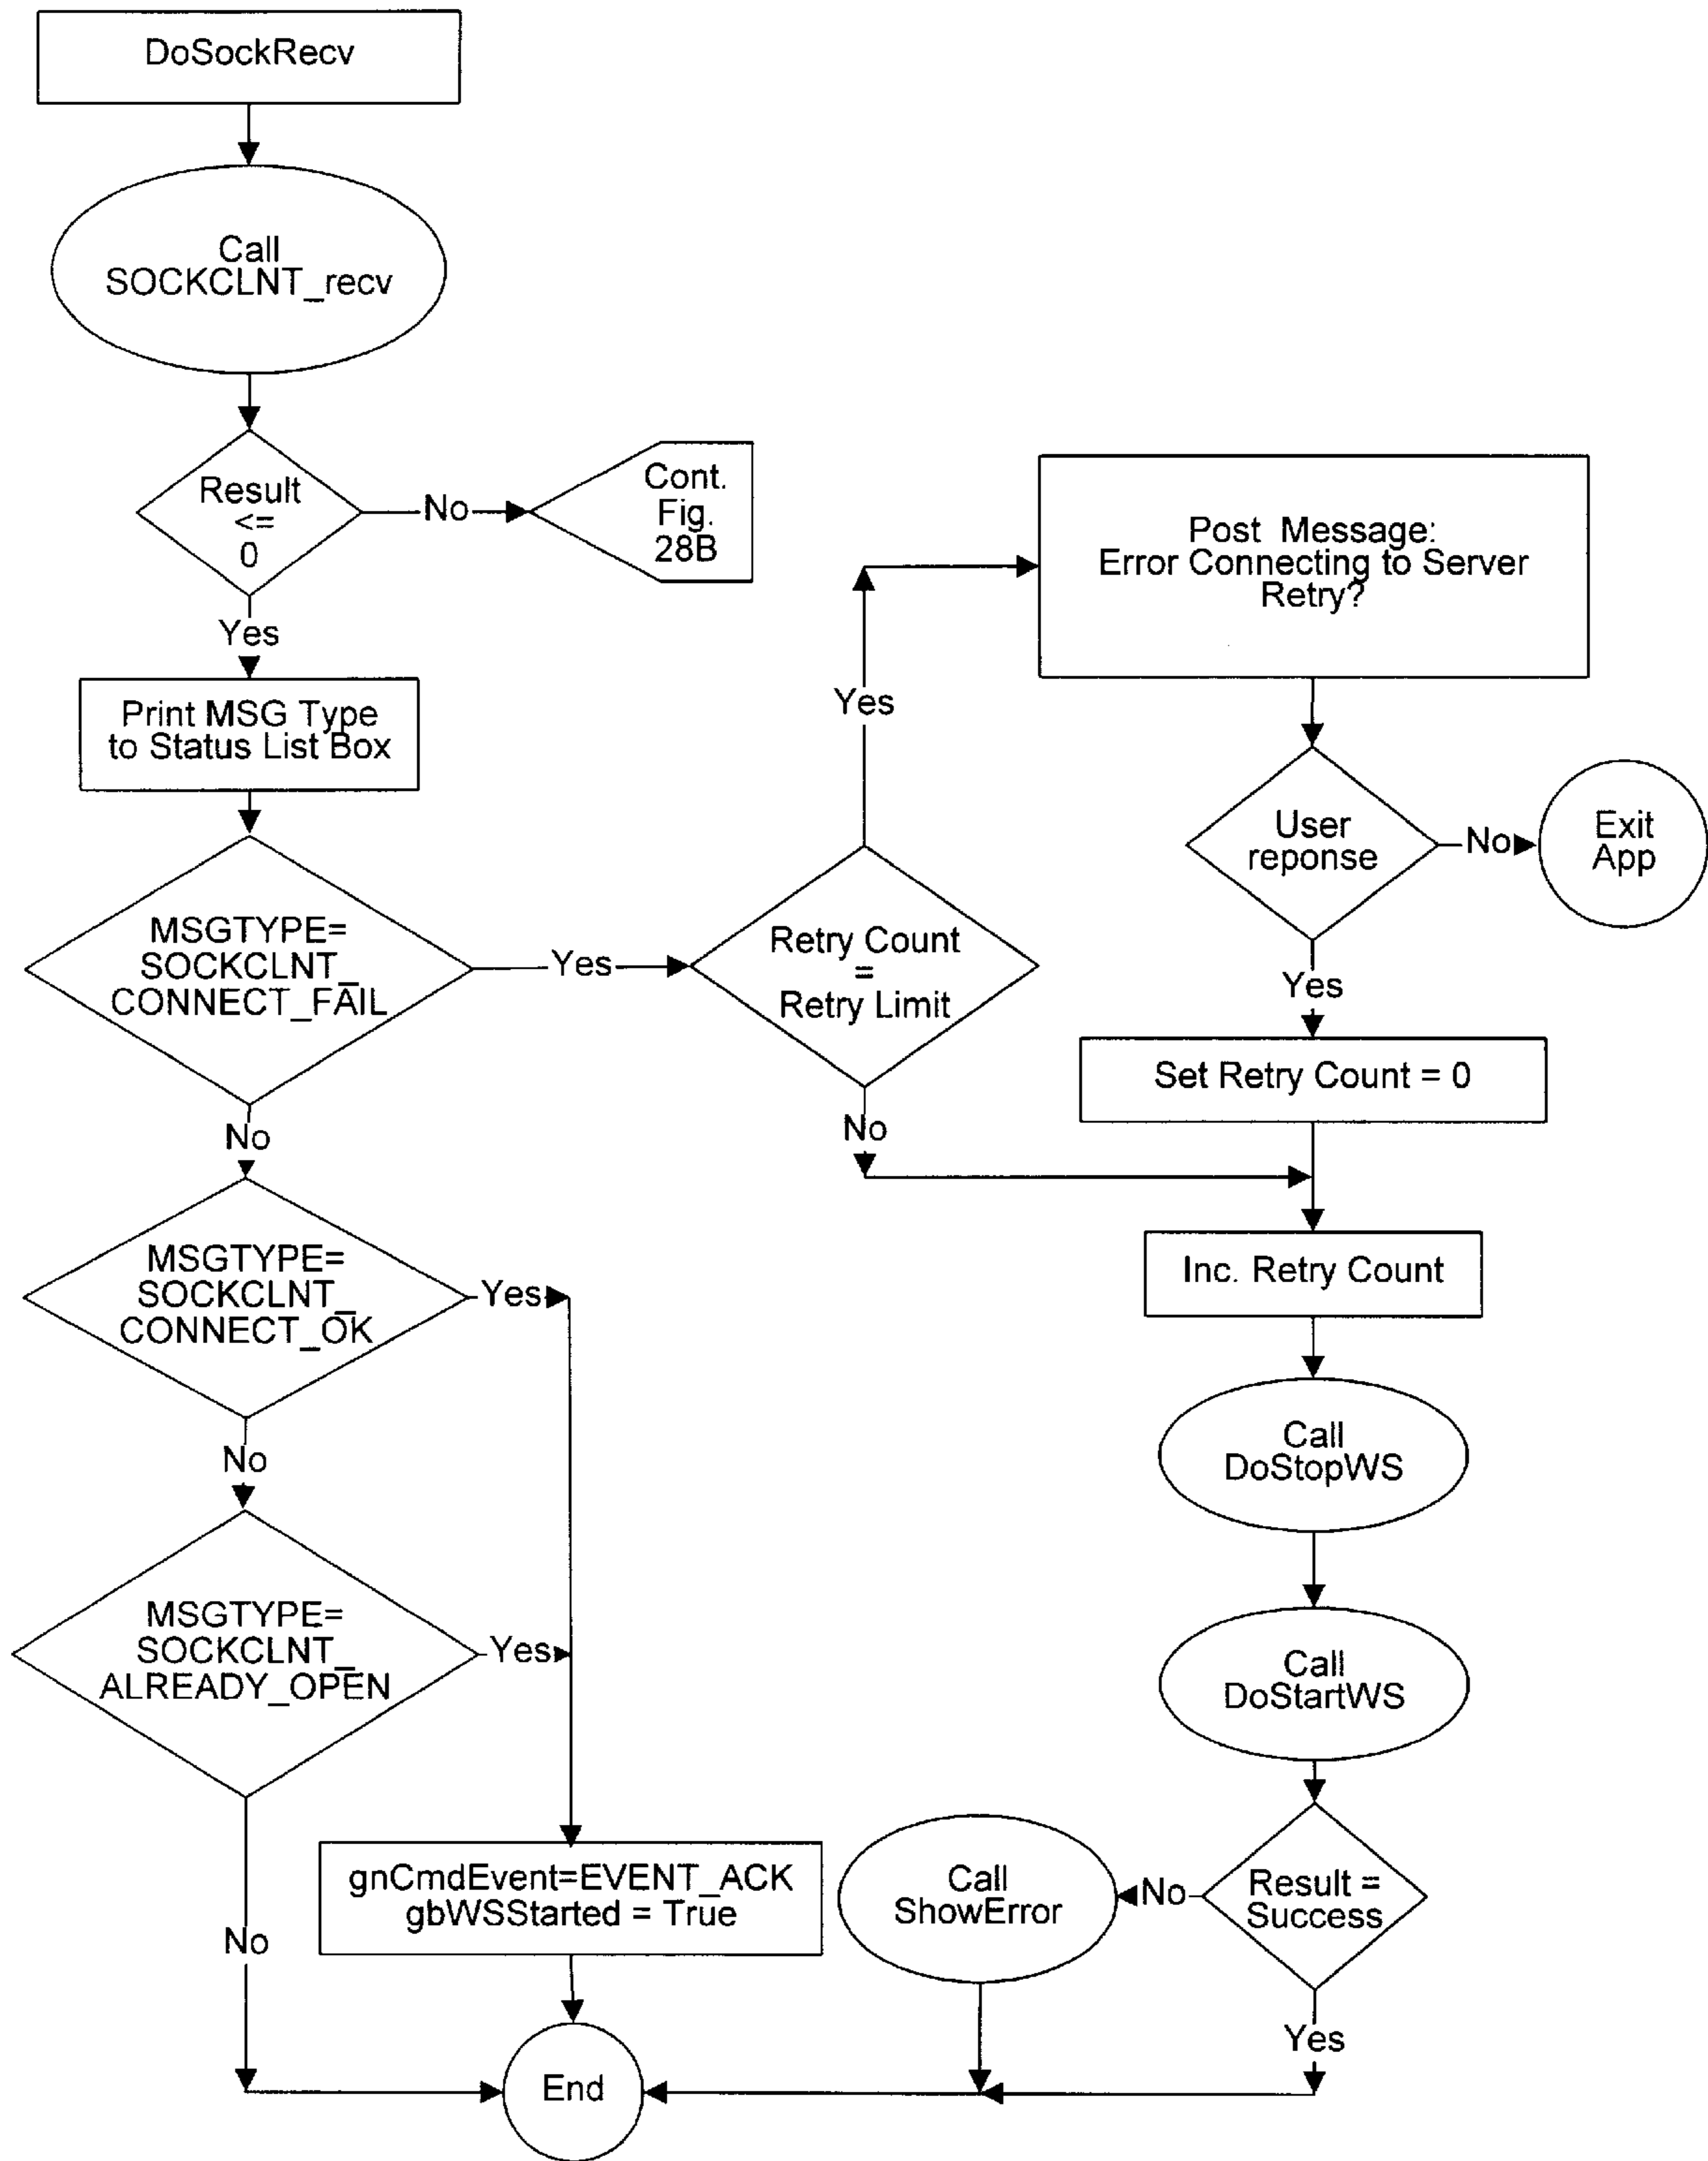 DoSockRecv
Call
SOCKCLNT_recv
Result
<=
0
No
Cont.
Fig.
28B
Yes
Print MSG Type
to Status List Box
MSGTYPE=
SOCKCLNT_
CONNECT_FAIL
Yes
Retry Count
=
Retry Limit
Yes
Post Message:
Error Connecting to Server
Retry?
User
reponse
No
Exit
App
Yes
Set Retry Count = 0
No
Inc. Retry Count
Call
DoStopWS
Call
DoStartWS
Result =
Success
No
Call
ShowError
Yes
No
MSGTYPE=
SOCKCLNT_
CONNECT_OK
Yes
No
MSGTYPE=
SOCKCLNT_
ALREADY_OPEN
Yes
No
gnCmdEvent=EVENT_ACK
gbWSStarted = True
End